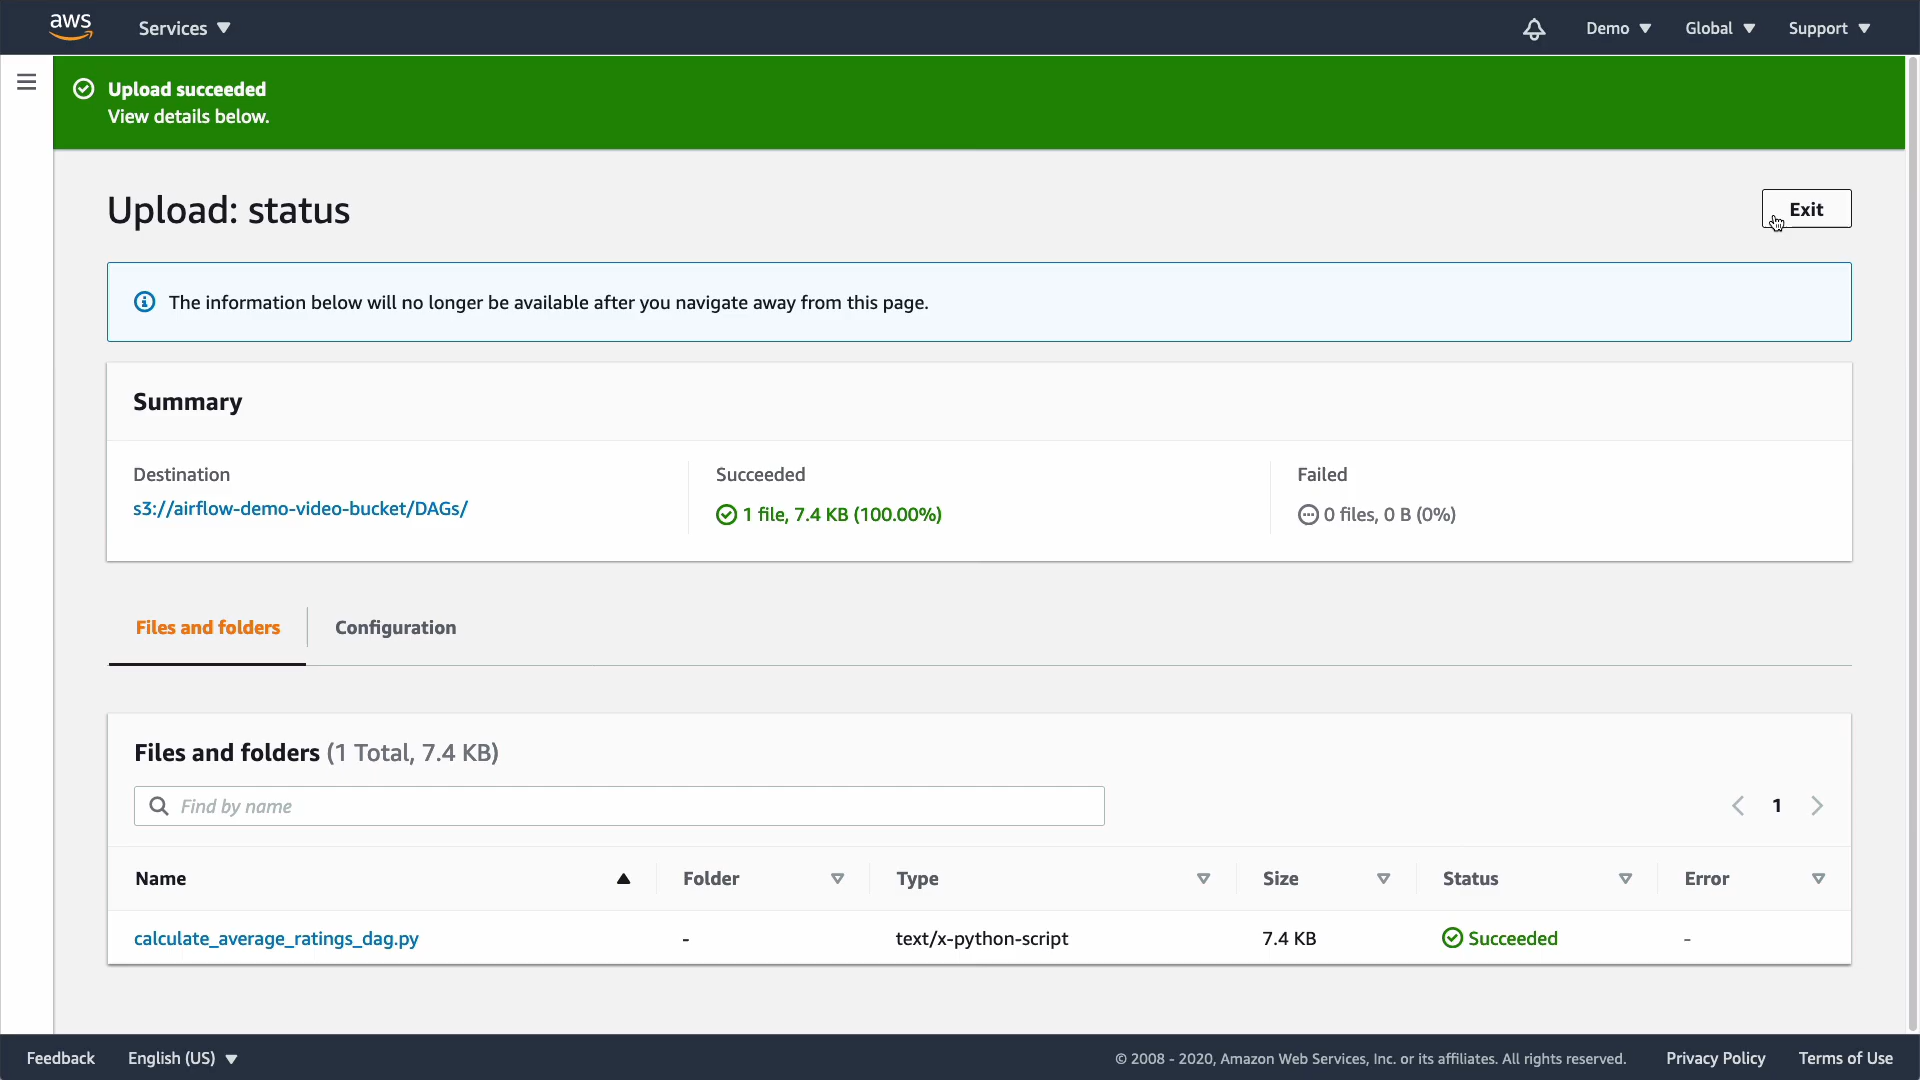 aws Services Demo Global Support
Upload succeeded
View details below.
Upload: status
Exit
The information below will no longer be available after you navigate away from this page.
Summary
Destination Succeeded Failed
s3://airflow-demo-video-bucket/DAGs/ 1 file, 7.4 KB (100.00%) 0 files, 0 B (0%)
Files and folders Configuration
Files and folders (1 Total, 7.4 KB)
Find by name 1
Name Folder Type Size Status Error
calculate_average_ratings_dag.py - text/x-python-script 7.4 KB Succeeded -
Feedback English (US) © 2008 - 2020, Amazon Web Services, Inc. or its affiliates. All rights reserved. Privacy Policy Terms of Use